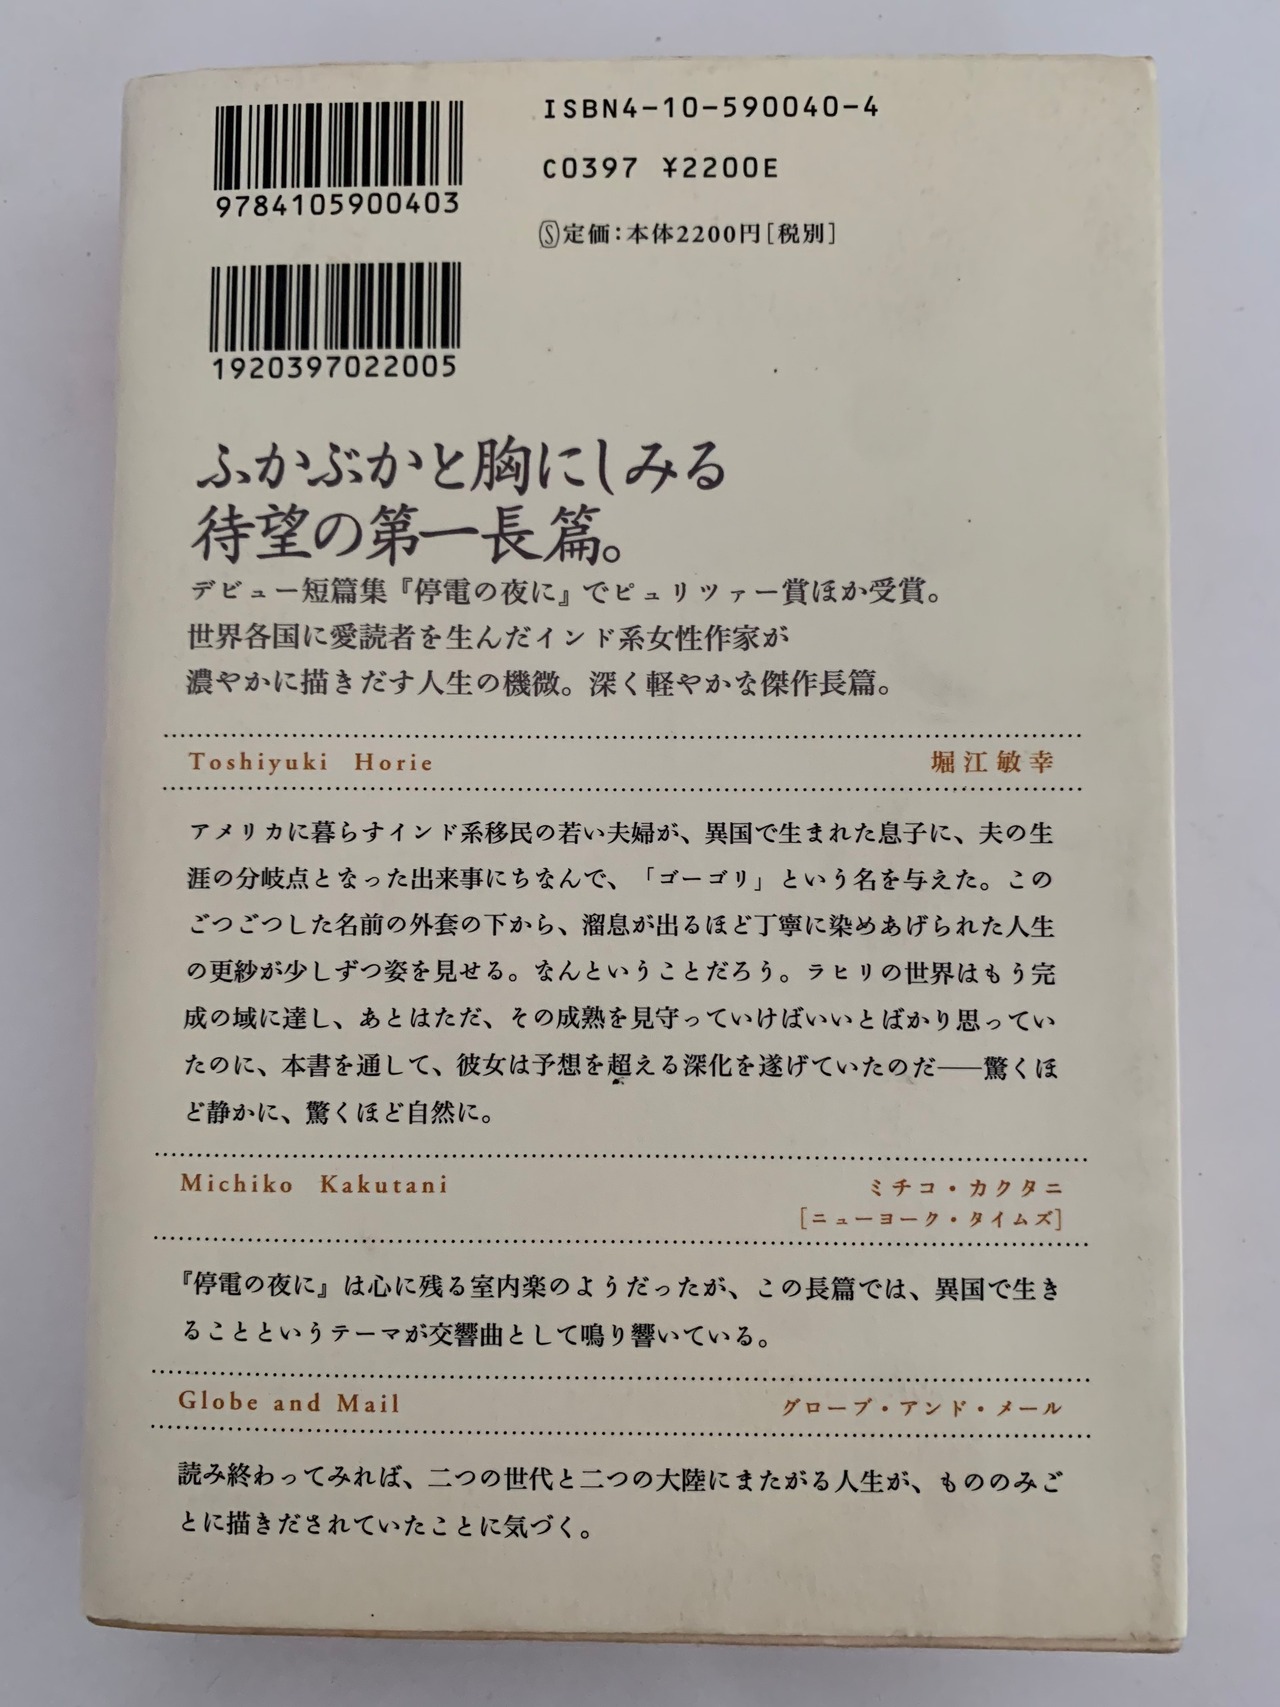 ISBN4-10-590040-4
C0397 ¥2200E
9784105900403
Ⓢ定価：本体2200円[税別]
1920397022005
ふかぶかと胸にしみる
待望の第一長篇。
デビュー短篇集『停電の夜に』でピュリツァー賞ほか受賞。
世界各国に愛読者を生んだインド系女性作家が
濃やかに描きだす人生の機微。深く軽やかな傑作長篇。
Toshiyuki Horie 堀江敏幸
アメリカに暮らすインド系移民の若い夫婦が、異国で生まれた息子に、夫の生
涯の分岐点となった出来事にちなんで、「ゴーゴリ」という名を与えた。この
ごつごつした名前の外套の下から、溜息が出るほど丁寧に染めあげられた人生
の更紗が少しずつ姿を見せる。なんということだろう。ラヒリの世界はもう完
成の域に達し、あとはただ、その成熟を見守っていけばいいとばかり思ってい
たのに、本書を通して、彼女は予想を超える深化を遂げていたのだ──驚くほ
ど静かに、驚くほど自然に。
Michiko Kakutani ミチコ・カクタニ
[ニューヨーク・タイムズ]
『停電の夜に』は心に残る室内楽のようだったが、この長篇では、異国で生き
ることというテーマが交響曲として鳴り響いている。
Globe and Mail グローブ・アンド・メール
読み終わってみれば、二つの世代と二つの大陸にまたがる人生が、もののみご
とに描きだされていたことに気づく。